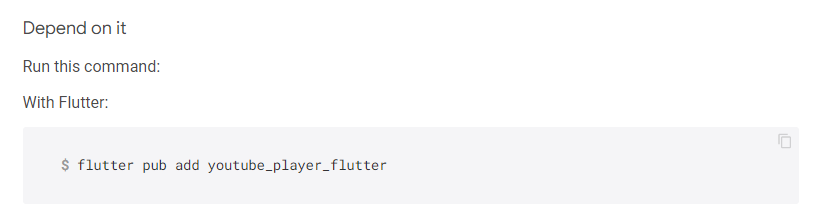 Depend on it
Run this command:
With Flutter:
$ flutter pub add youtube_player_flutter